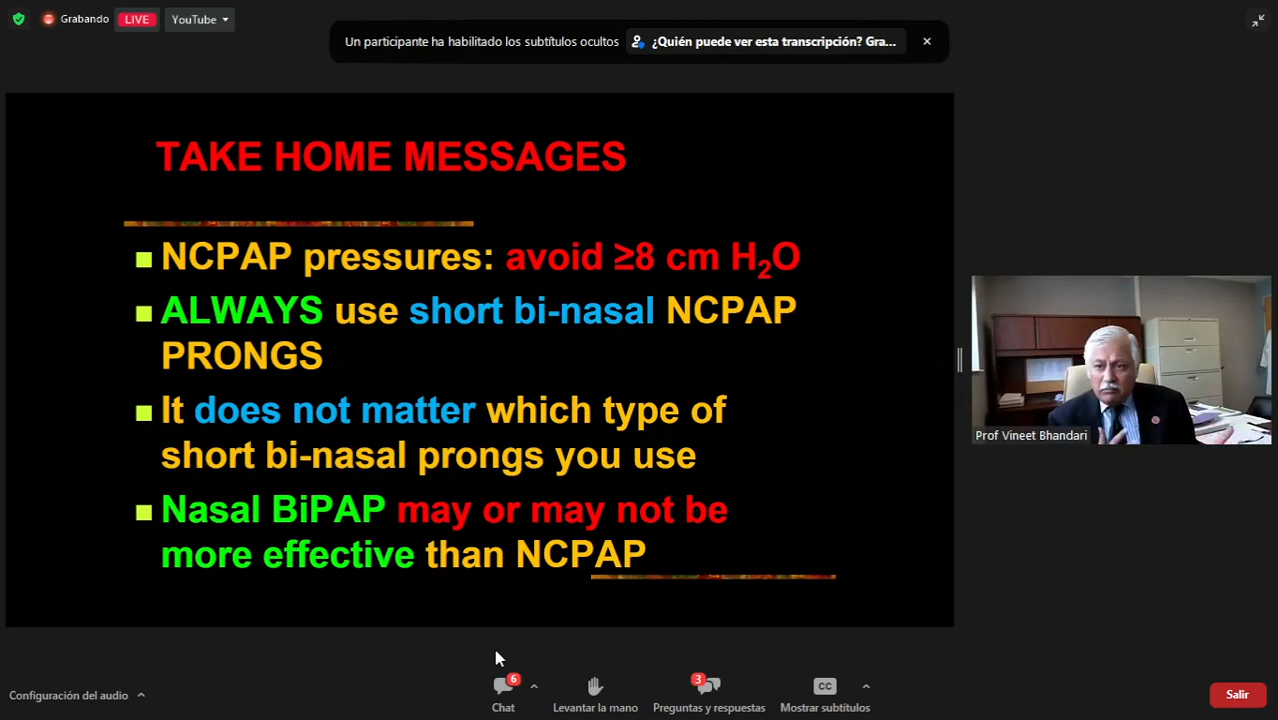 Grabando
LIVE
YouTube
Un participante ha habilitado los subtítulos ocultos
¿Quién puede ver esta transcripción? Gra...
TAKE HOME MESSAGES
NCPAP pressures: avoid ≥8 cm H₂O
ALWAYS use short bi-nasal NCPAP
PRONGS
It does not matter which type of
short bi-nasal prongs you use
Nasal BiPAP may or may not be
more effective than NCPAP
Prof Vineet Bhandari
Configuración del audio
6
Chat
Levantar la mano
3
Preguntas y respuestas
CC
Mostrar subtítulos
Salir